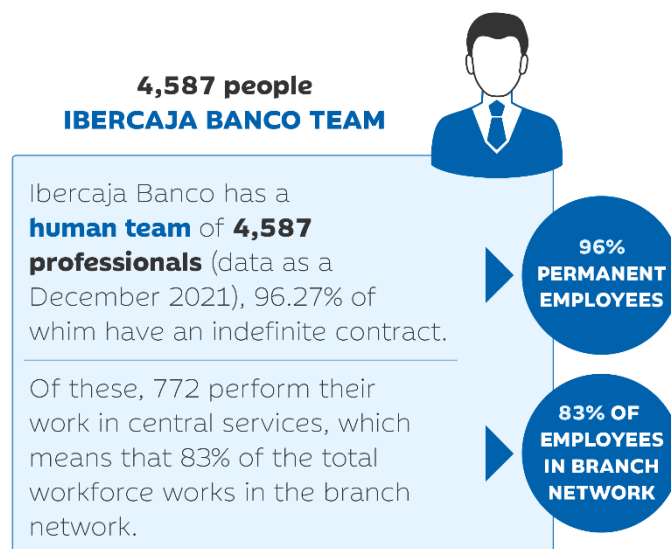 4,587 people
IBERCAJA BANCO TEAM
Ibercaja Banco has a
human team of 4,587
professionals (data as a
December 2021), 96.27% of
whim have an indefinite contract.
96%
PERMANENT
EMPLOYEES
Of these, 772 perform their
work in central services, which
means that 83% of the total
workforce works in the branch
network.
83% OF
EMPLOYEES
IN BRANCH
NETWORK